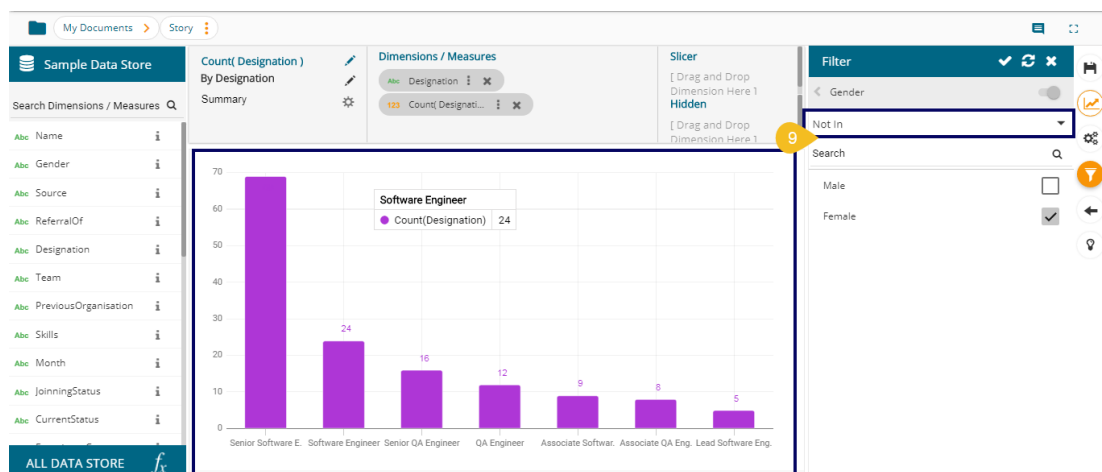 My Documents > Story
Sample Data Store
Search Dimensions / Measures
Abc Name i
Abc Gender i
Abc Source i
Abc ReferralOf i
Abc Designation i
Abc Team i
Abc PreviousOrganisation i
Abc Skills i
Abc Month i
Abc JoinningStatus i
Abc CurrentStatus i
ALL DATA STORE fx
Count( Designation )
By Designation
Summary
Dimensions / Measures
Abc Designation
123 Count( Designati...
Slicer
[ Drag and Drop
Dimension Here ]
Hidden
[ Drag and Drop
Dimension Here ]
70
60
50
40
30
20
10
0
Software Engineer
Count(Designation) 24
24
16
12
9
8
5
Senior Software E.
Software Engineer
Senior QA Engineer
QA Engineer
Associate Softwar.
Associate QA Eng.
Lead Software Eng.
Filter
Gender
Not In
9
Search
Male
Female